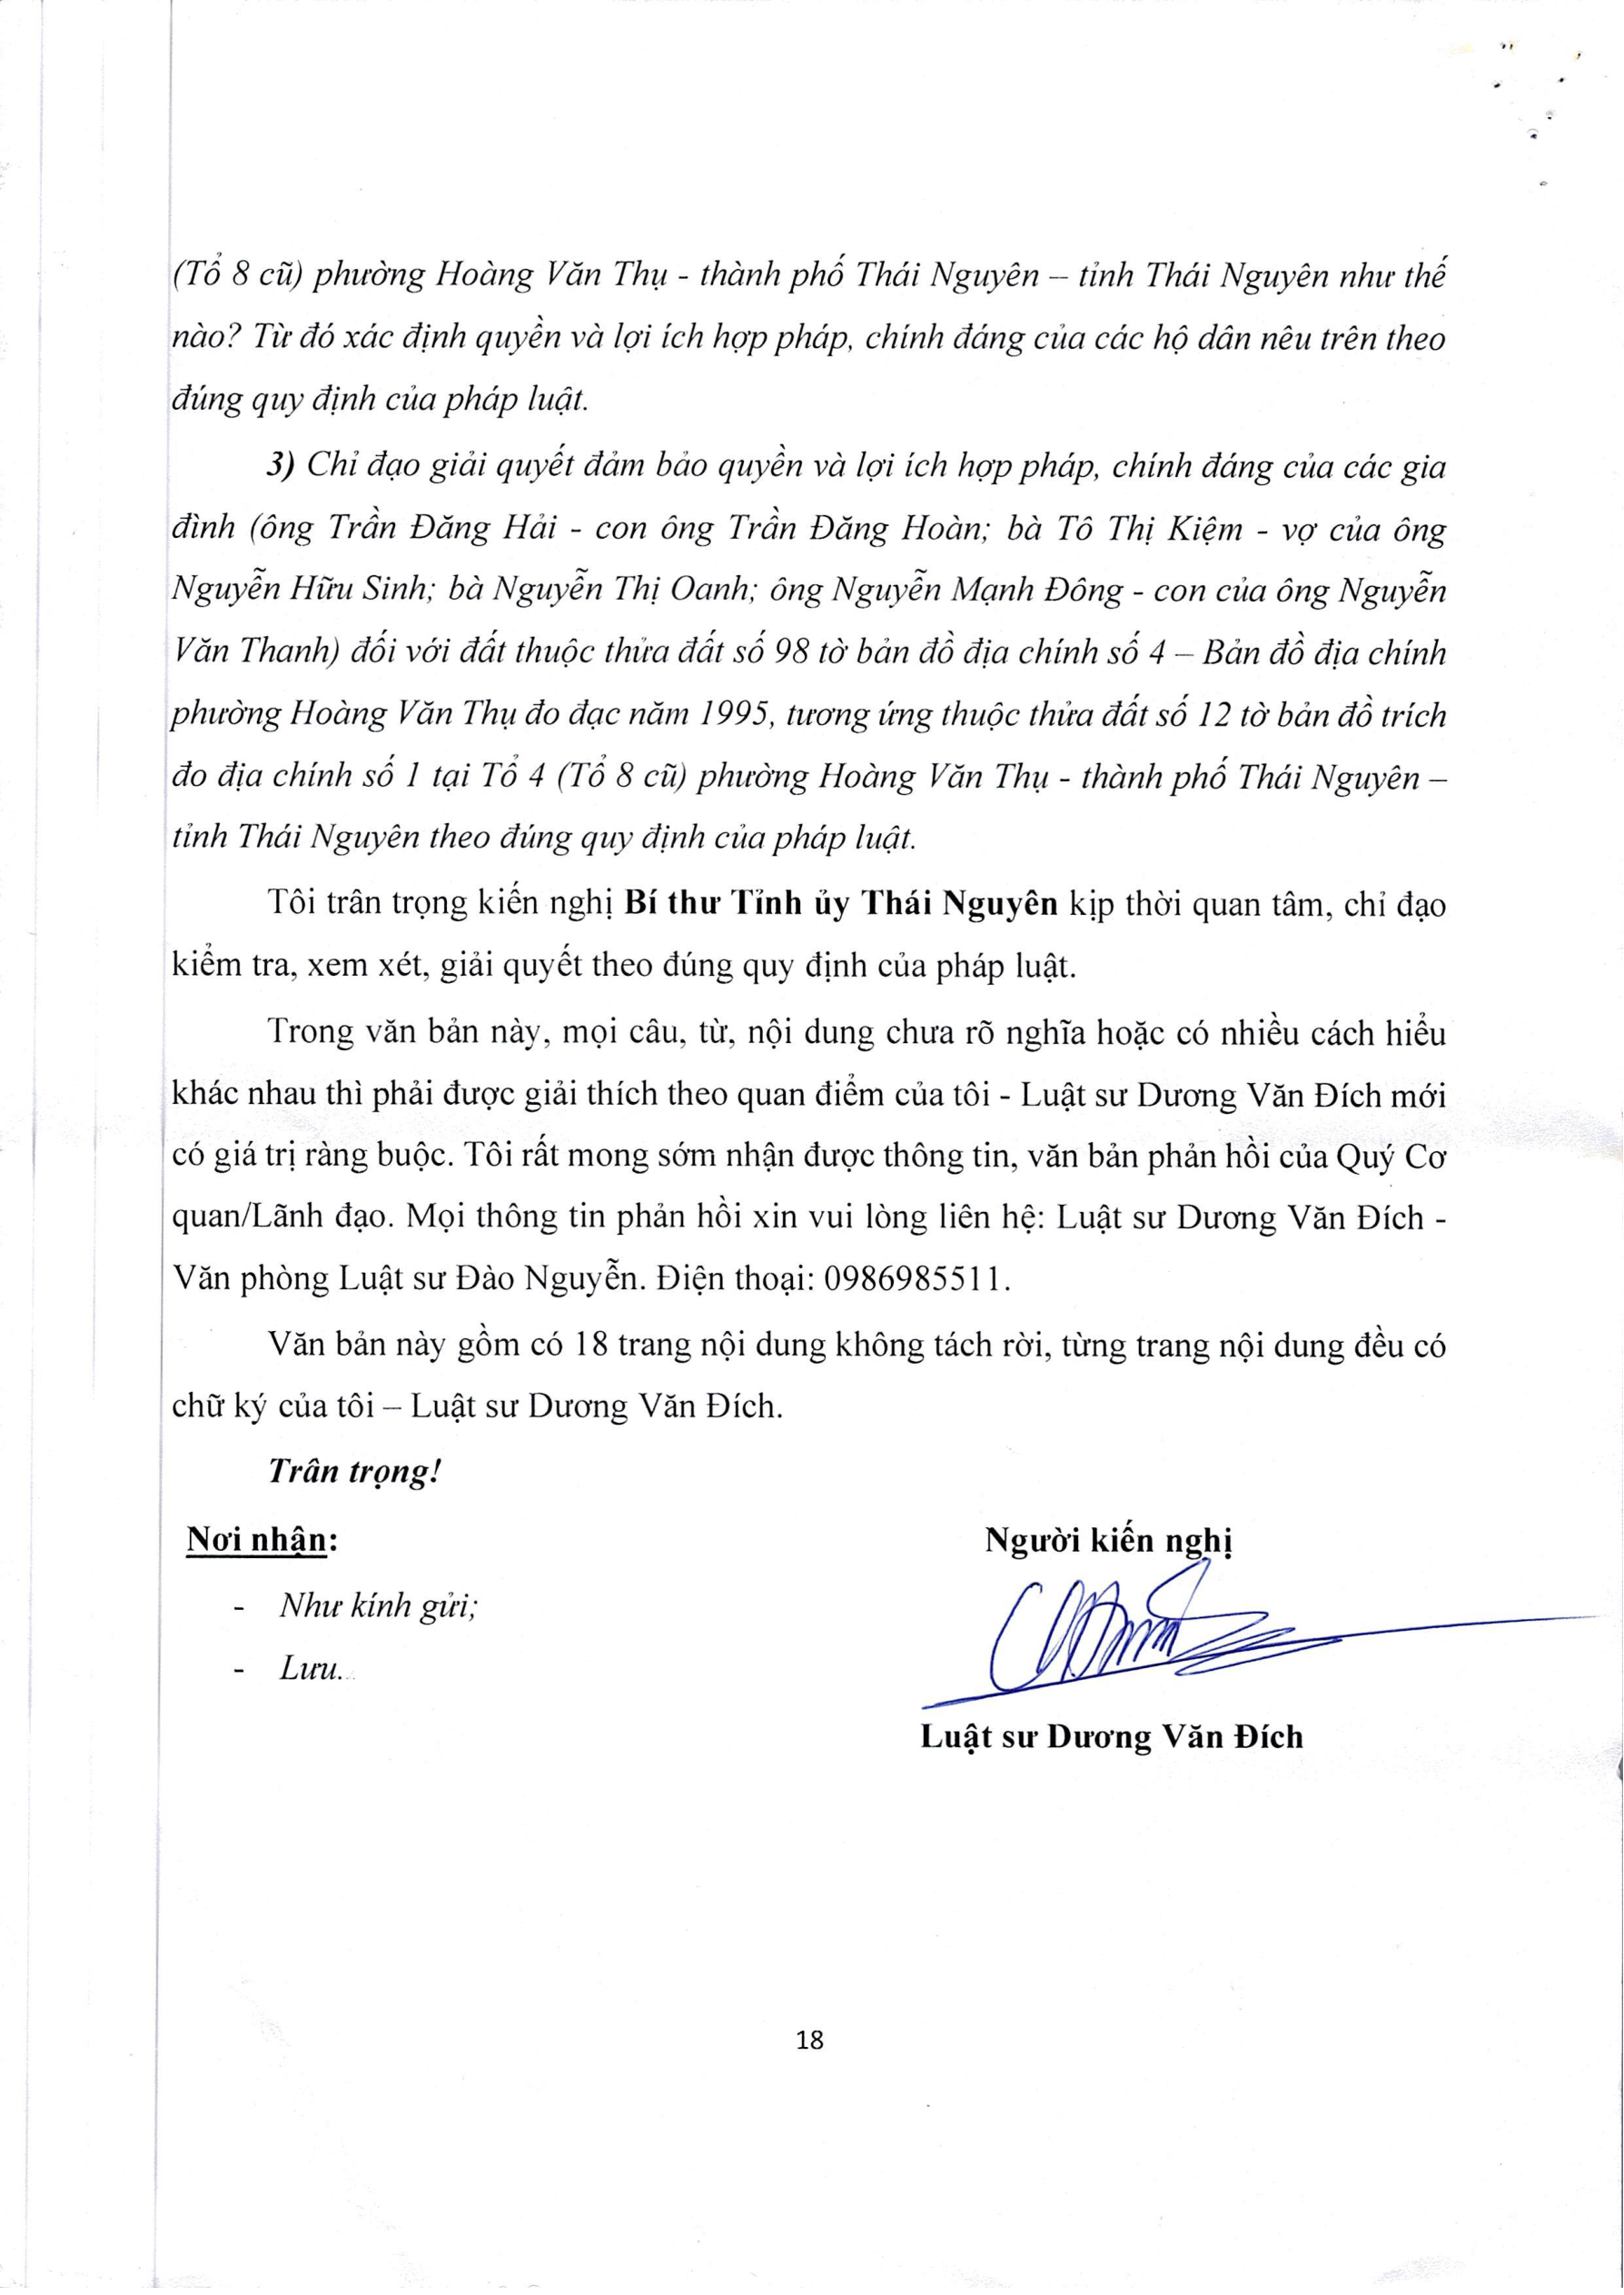 (Tổ 8 cũ) phường Hoàng Văn Thụ - thành phố Thái Nguyên – tỉnh Thái Nguyên như thế
nào? Từ đó xác định quyền và lợi ích hợp pháp, chính đáng của các hộ dân nêu trên theo
đúng quy định của pháp luật.
3) Chỉ đạo giải quyết đảm bảo quyền và lợi ích hợp pháp, chính đáng của các gia
đình (ông Trần Đăng Hải - con ông Trần Đăng Hoàn; bà Tô Thị Kiệm - vợ của ông
Nguyễn Hữu Sinh; bà Nguyễn Thị Oanh; ông Nguyễn Mạnh Đông - con của ông Nguyễn
Văn Thanh) đối với đất thuộc thửa đất số 98 tờ bản đồ địa chính số 4 – Bản đồ địa chính
phường Hoàng Văn Thụ đo đạc năm 1995, tương ứng thuộc thửa đất số 12 tờ bản đồ trích
đo địa chính số 1 tại Tổ 4 (Tổ 8 cũ) phường Hoàng Văn Thụ - thành phố Thái Nguyên –
tỉnh Thái Nguyên theo đúng quy định của pháp luật.
Tôi trân trọng kiến nghị Bí thư Tỉnh ủy Thái Nguyên kịp thời quan tâm, chỉ đạo
kiểm tra, xem xét, giải quyết theo đúng quy định của pháp luật.
Trong văn bản này, mọi câu, từ, nội dung chưa rõ nghĩa hoặc có nhiều cách hiểu
khác nhau thì phải được giải thích theo quan điểm của tôi - Luật sư Dương Văn Đích mới
có giá trị ràng buộc. Tôi rất mong sớm nhận được thông tin, văn bản phản hồi của Quý Cơ
quan/Lãnh đạo. Mọi thông tin phản hồi xin vui lòng liên hệ: Luật sư Dương Văn Đích -
Văn phòng Luật sư Đào Nguyễn. Điện thoại: 0986985511.
Văn bản này gồm có 18 trang nội dung không tách rời, từng trang nội dung đều có
chữ ký của tôi – Luật sư Dương Văn Đích.
Trân trọng!
Nơi nhận:
- Như kính gửi;
- Lưu.
Người kiến nghị
Luật sư Dương Văn Đích
18